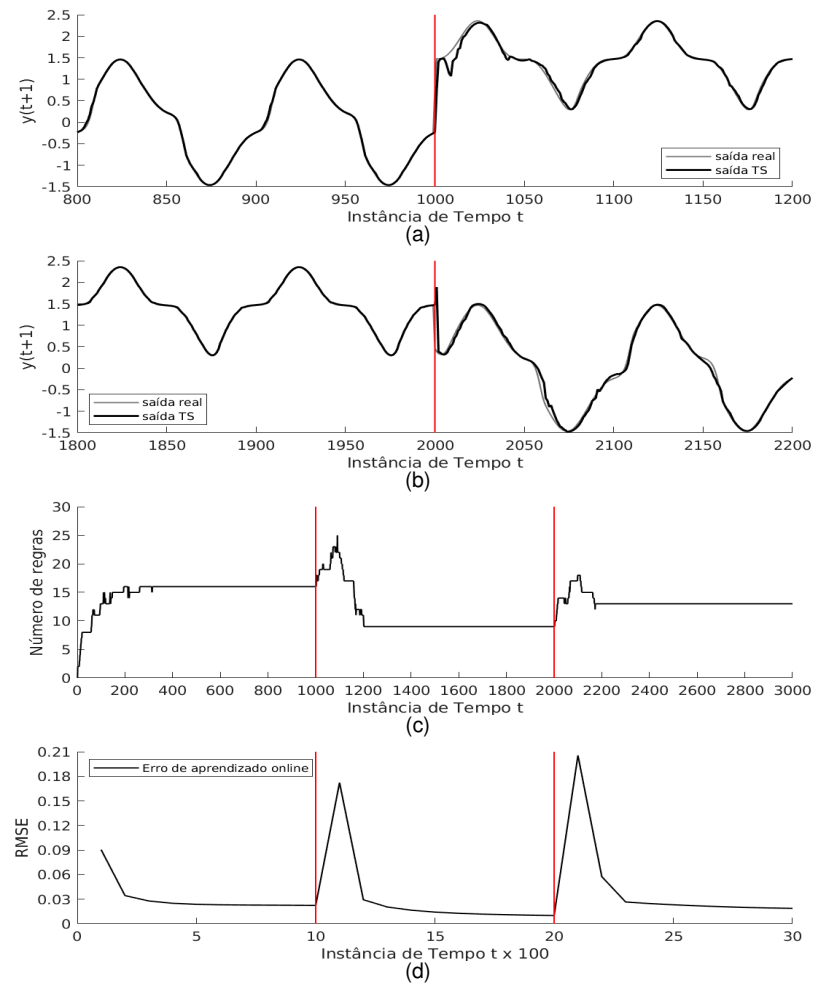 2.5
2
1.5
1
0.5
0
-0.5
-1
-1.5
y(t+1)
saída real
saída TS
800 850 900 950 1000 1050 1100 1150 1200
Instância de Tempo t
(a)
2.5
2
1.5
1
0.5
0
-0.5
-1
-1.5
y(t+1)
saída real
saída TS
1800 1850 1900 1950 2000 2050 2100 2150 2200
Instância de Tempo t
(b)
30
25
20
15
10
5
0
Número de regras
0 200 400 600 800 1000 1200 1400 1600 1800 2000 2200 2400 2600 2800 3000
Instância de Tempo t
(c)
0.21
0.18
0.15
0.12
0.09
0.06
0.03
0
RMSE
Erro de aprendizado online
0 5 10 15 20 25 30
Instância de Tempo t x 100
(d)